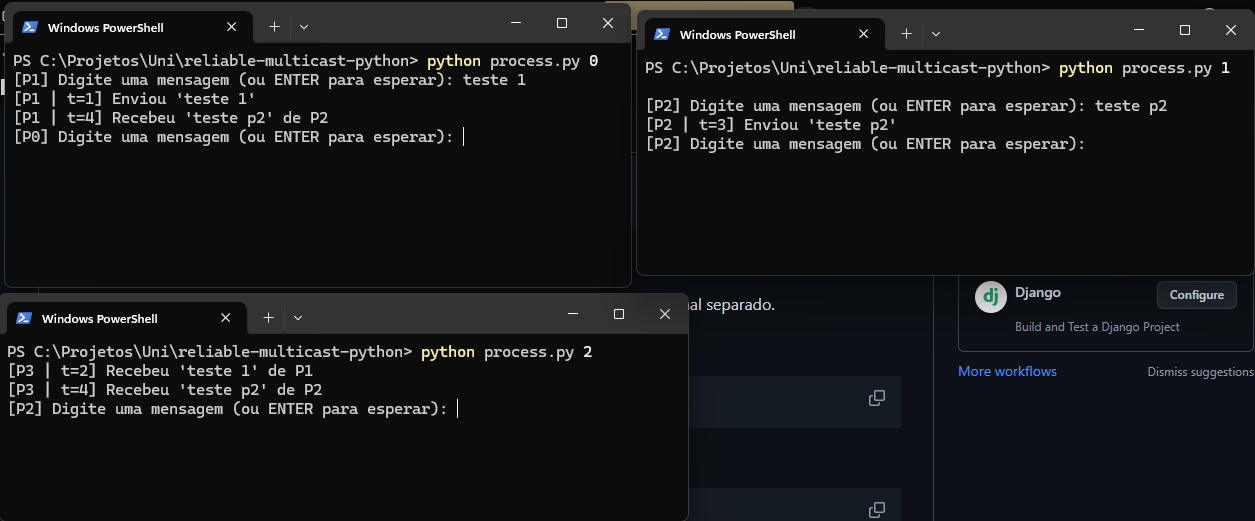 Windows PowerShell
PS C:\Projetos\Uni\reliable-multicast-python> python process.py 0
[P1] Digite uma mensagem (ou ENTER para esperar): teste 1
[P1 | t=1] Enviou 'teste 1'
[P1 | t=4] Recebeu 'teste p2' de P2
[P0] Digite uma mensagem (ou ENTER para esperar):
Windows PowerShell
PS C:\Projetos\Uni\reliable-multicast-python> python process.py 1
[P2] Digite uma mensagem (ou ENTER para esperar): teste p2
[P2 | t=3] Enviou 'teste p2'
[P2] Digite uma mensagem (ou ENTER para esperar):
Windows PowerShell
PS C:\Projetos\Uni\reliable-multicast-python> python process.py 2
[P3 | t=2] Recebeu 'teste 1' de P1
[P3 | t=4] Recebeu 'teste p2' de P2
[P2] Digite uma mensagem (ou ENTER para esperar):
al separado.
dj
Django
Configure
Build and Test a Django Project
More workflows
Dismiss suggestions